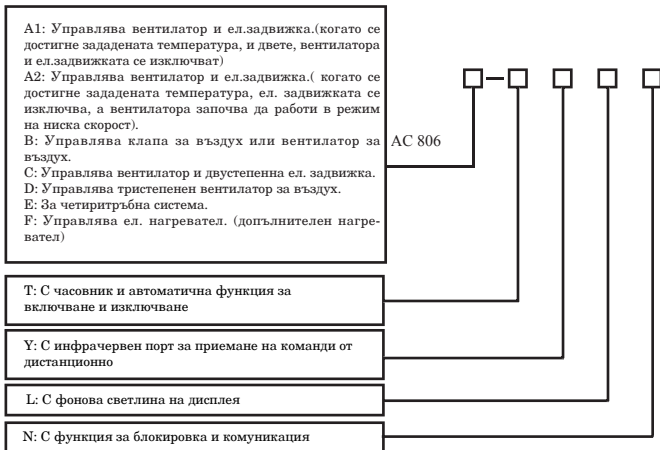 А1: Управлява вентилатор и ел.задвижка.(когато се
достигне зададената температура, и двете, вентилатора
и ел.задвижката се изключват)
А2: Управлява вентилатор и ел.задвижка.( когато се
достигне зададената температура, ел. задвижката се
изключва, а вентилатора започва да работи в режим
на ниска скорост).
B: Управлява клапа за въздух или вентилатор за
въздух.
C: Управлява вентилатор и двустепенна ел. задвижка.
D: Управлява тристепенен вентилатор за въздух.
E: За четиритръбна система.
F: Управлява ел. нагревател. (допълнителен нагре-
вател)
AC 806
T: С часовник и автоматична функция за
включване и изключване
Y: С инфрачервен порт за приемане на команди от
дистанционно
L: С фонова светлина на дисплея
N: С функция за блокировка и комуникация